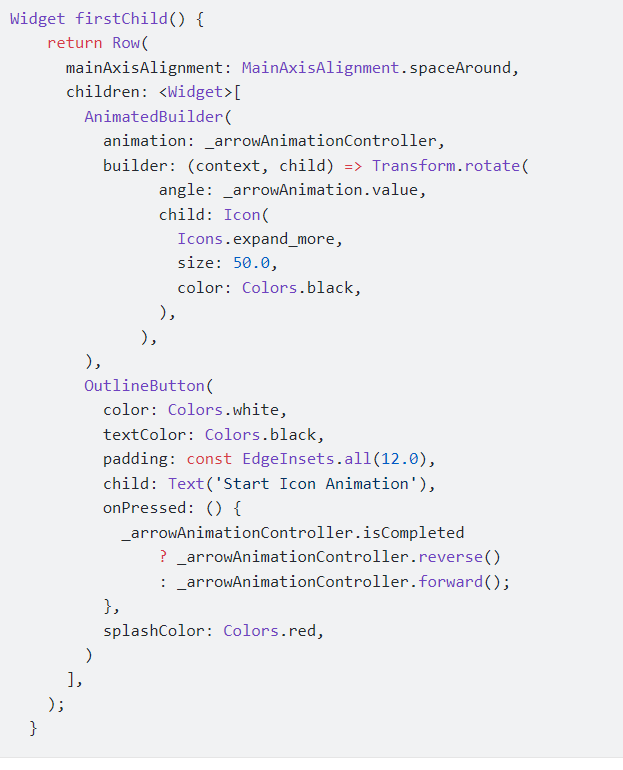 Widget firstChild() {
    return Row(
      mainAxisAlignment: MainAxisAlignment.spaceAround,
      children: <Widget>[
        AnimatedBuilder(
          animation: _arrowAnimationController,
          builder: (context, child) => Transform.rotate(
                angle: _arrowAnimation.value,
                child: Icon(
                  Icons.expand_more,
                  size: 50.0,
                  color: Colors.black,
                ),
              ),
        ),
        OutlineButton(
          color: Colors.white,
          textColor: Colors.black,
          padding: const EdgeInsets.all(12.0),
          child: Text('Start Icon Animation'),
          onPressed: () {
            _arrowAnimationController.isCompleted
                ? _arrowAnimationController.reverse()
                : _arrowAnimationController.forward();
          },
          splashColor: Colors.red,
        )
      ],
    );
  }